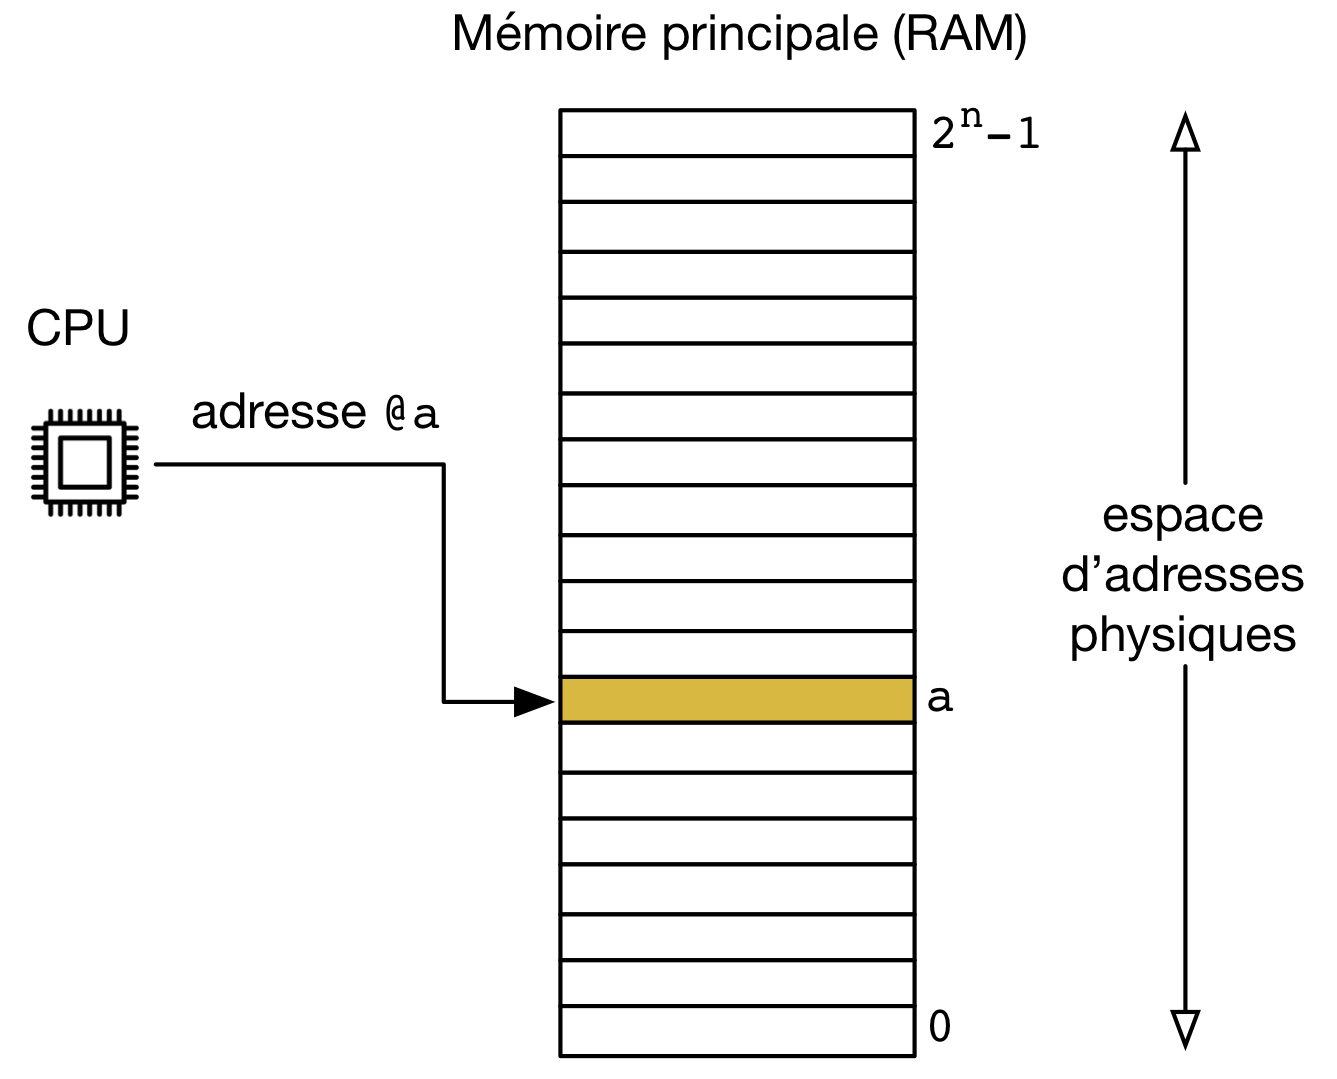 Mémoire principale (RAM)
2ⁿ-1
CPU
adresse @a
espace
d'adresses
physiques
a
0